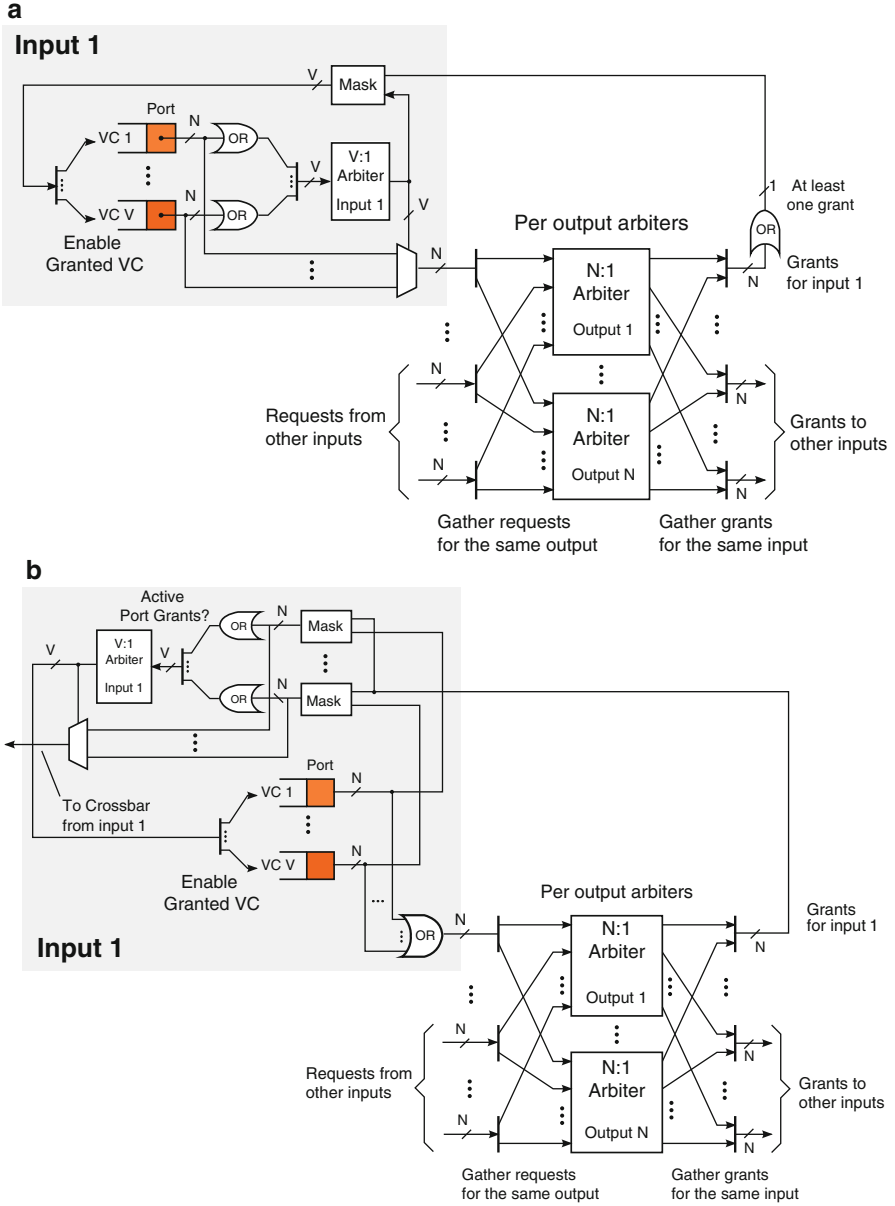 a
Input 1
V
Mask
Port
VC 1
N
OR
V
V:1
Arbiter
Input 1
VC V
N
OR
V
Enable
Granted VC
N
1
At least
one grant
OR
Per output arbiters
N:1
Arbiter
Output 1
N
Grants
for input 1
N
Requests from
other inputs
N
N:1
Arbiter
Output N
N
Grants to
other inputs
N
Gather requests
for the same output
Gather grants
for the same input
b
Active
Port Grants?
OR
N
Mask
V
V:1
Arbiter
Input 1
V
OR
N
Mask
To Crossbar
from input 1
Port
VC 1
N
VC V
N
Enable
Granted VC
OR
N
Input 1
Per output arbiters
N:1
Arbiter
Output 1
N
Grants
for input 1
N
Requests from
other inputs
N
N:1
Arbiter
Output N
N
Grants to
other inputs
N
Gather requests
for the same output
Gather grants
for the same input